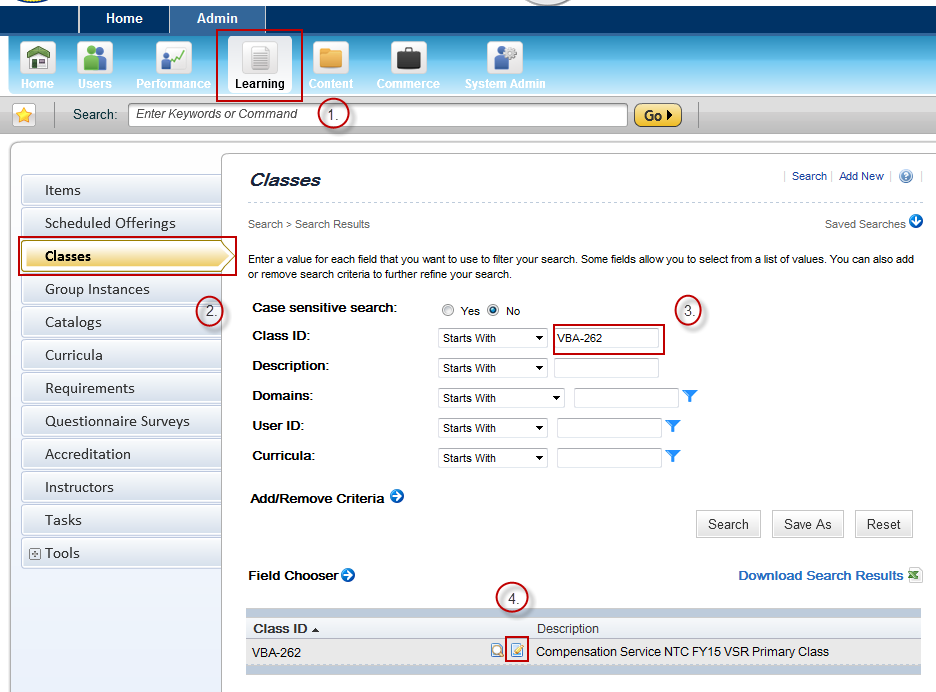 Home Admin
Home Users Performance Learning Content Commerce System Admin
Search: Enter Keywords or Command 1. Go
Items
Scheduled Offerings
Classes
Group Instances
2.
Catalogs
Curricula
Requirements
Questionnaire Surveys
Accreditation
Instructors
Tasks
Tools
Classes
Search Add New ?
Search > Search Results
Saved Searches
Enter a value for each field that you want to use to filter your search. Some fields allow you to select from a list of values. You can also add
or remove search criteria to further refine your search.
Case sensitive search: Yes No 3.
Class ID: Starts With VBA-262
Description: Starts With
Domains: Starts With
User ID: Starts With
Curricula: Starts With
Add/Remove Criteria
Search Save As Reset
Field Chooser
Download Search Results
4.
Class ID Description
VBA-262 Compensation Service NTC FY15 VSR Primary Class